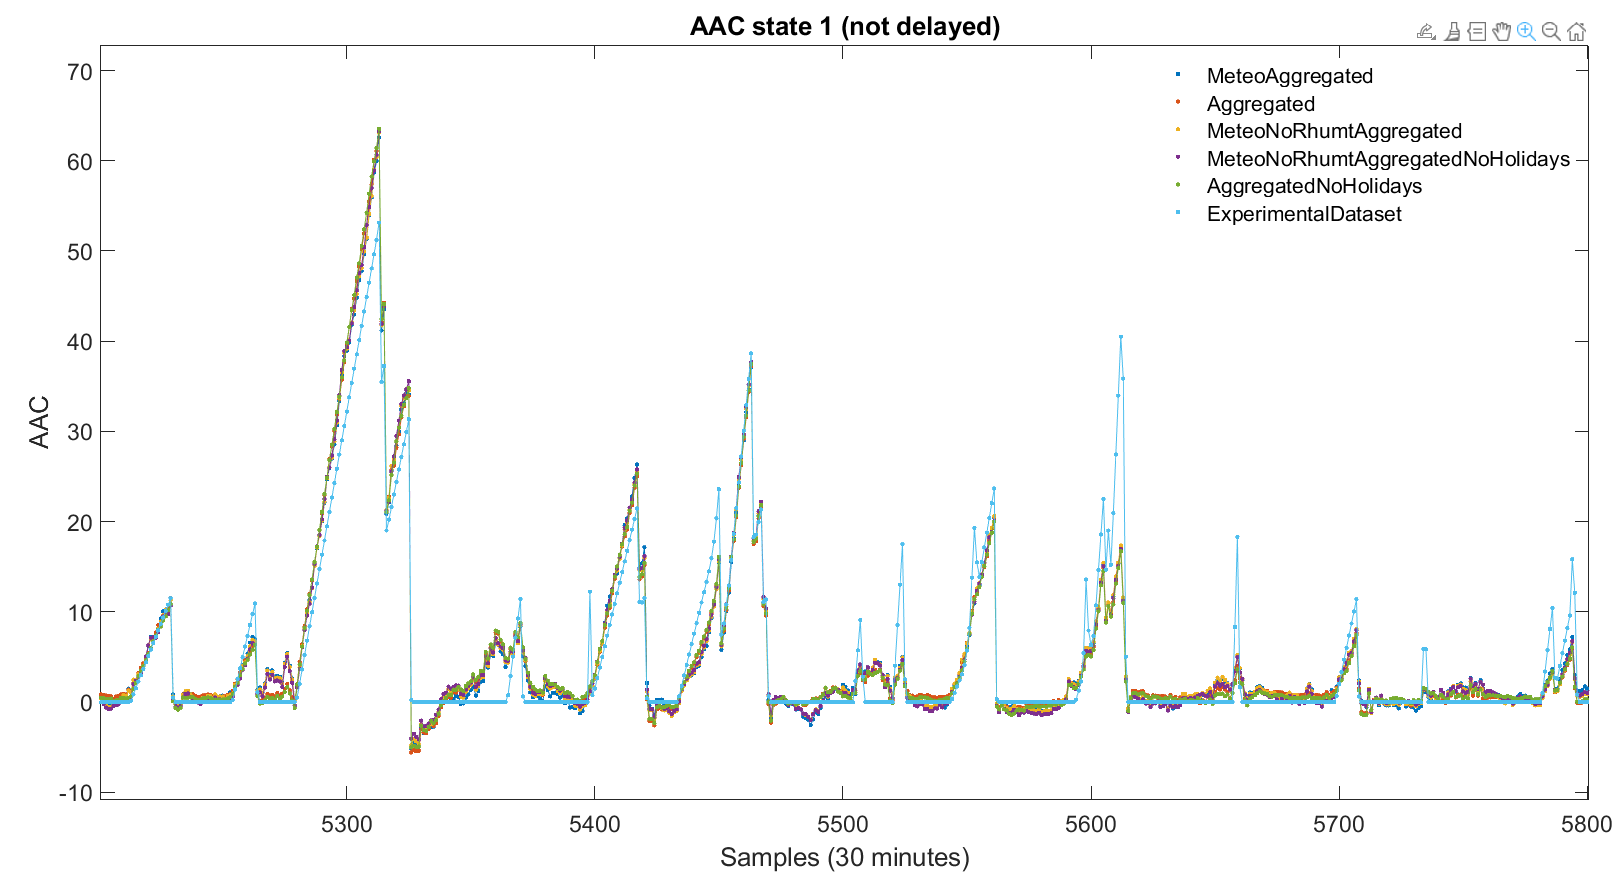 AAC state 1 (not delayed)
70
60
50
40
30
20
10
0
-10
AAC
MeteoAggregated
Aggregated
MeteoNoRhumtAggregated
MeteoNoRhumtAggregatedNoHolidays
AggregatedNoHolidays
ExperimentalDataset
5300 5400 5500 5600 5700 5800
Samples (30 minutes)